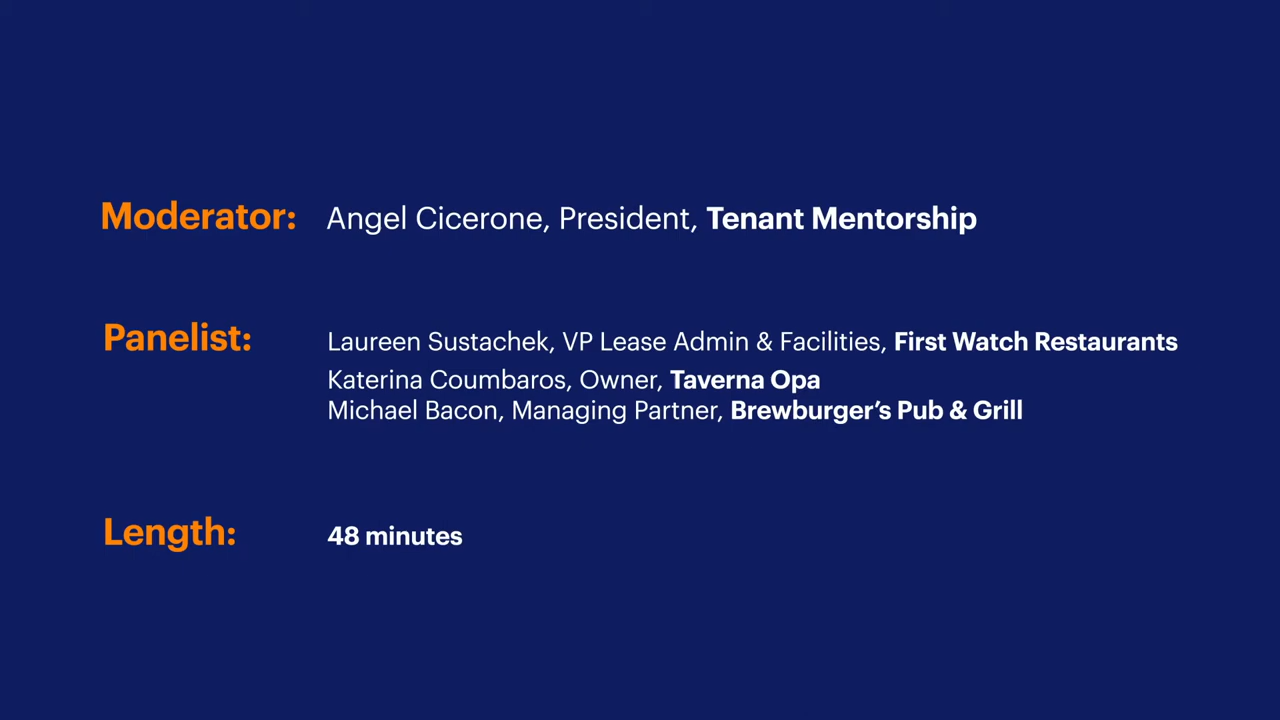 Moderator: Angel Cicerone, President, Tenant Mentorship
Panelist: Laureen Sustachek, VP Lease Admin & Facilities, First Watch Restaurants
Katerina Coumbaros, Owner, Taverna Opa
Michael Bacon, Managing Partner, Brewburger’s Pub & Grill
Length: 48 minutes